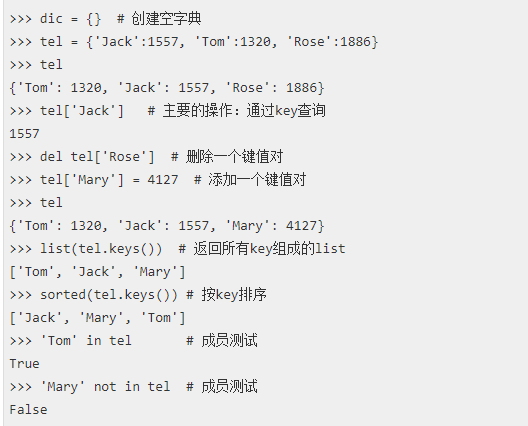 >>> dic = {}  # 创建空字典
>>> tel = {'Jack':1557, 'Tom':1320, 'Rose':1886}
>>> tel
{'Tom': 1320, 'Jack': 1557, 'Rose': 1886}
>>> tel['Jack']   # 主要的操作：通过key查询
1557
>>> del tel['Rose']  # 删除一个键值对
>>> tel['Mary'] = 4127  # 添加一个键值对
>>> tel
{'Tom': 1320, 'Jack': 1557, 'Mary': 4127}
>>> list(tel.keys())  # 返回所有key组成的list
['Tom', 'Jack', 'Mary']
>>> sorted(tel.keys()) # 按key排序
['Jack', 'Mary', 'Tom']
>>> 'Tom' in tel       # 成员测试
True
>>> 'Mary' not in tel  # 成员测试
False